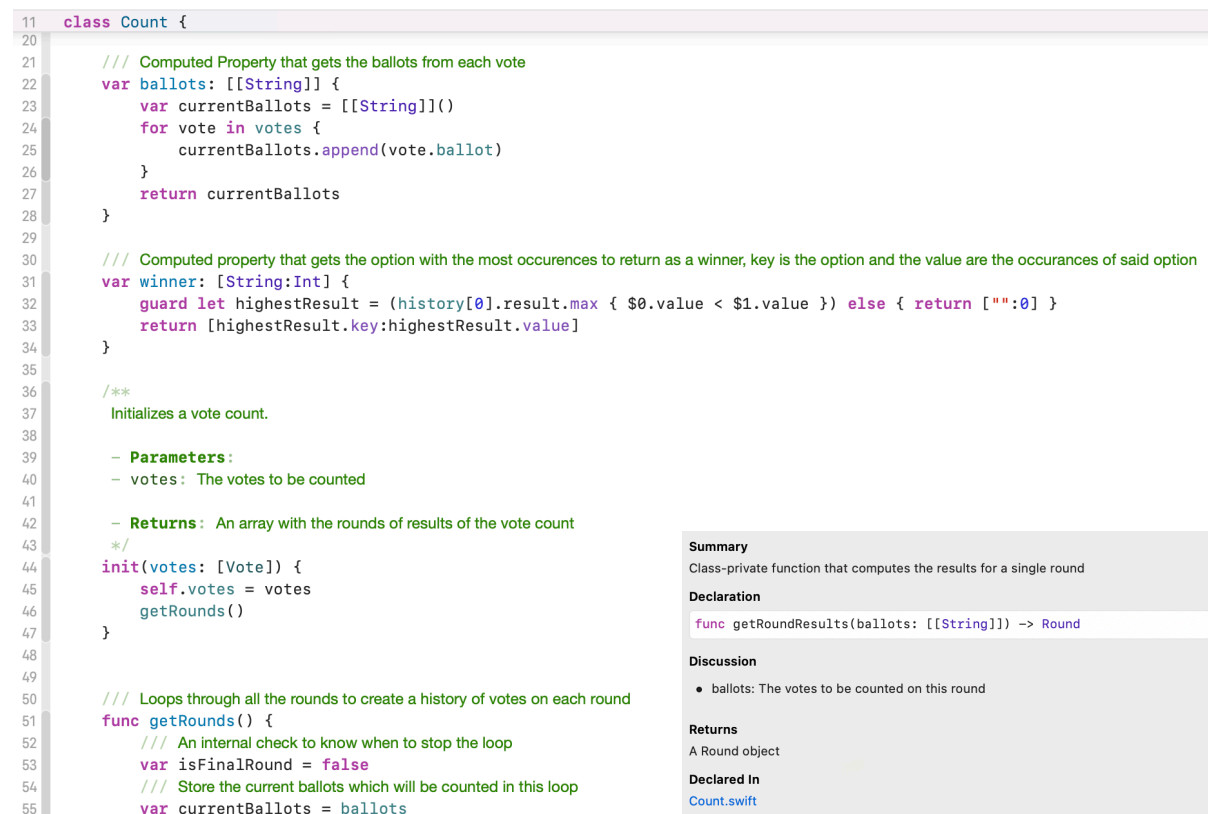 11 class Count {
20
21 /// Computed Property that gets the ballots from each vote
22 var ballots: [[String]] {
23 var currentBallots = [[String]]()
24 for vote in votes {
25 currentBallots.append(vote.ballot)
26 }
27 return currentBallots
28 }
29
30 /// Computed property that gets the option with the most occurences to return as a winner, key is the option and the value are the occurances of said option
31 var winner: [String:Int] {
32 guard let highestResult = (history[0].result.max { $0.value < $1.value }) else { return ["":0] }
33 return [highestResult.key:highestResult.value]
34 }
35
36 /**
37 Initializes a vote count.
38
39 - Parameters:
40 - votes: The votes to be counted
41
42 - Returns: An array with the rounds of results of the vote count
43 */
44 init(votes: [Vote]) {
45 self.votes = votes
46 getRounds()
47 }
48
49
50 /// Loops through all the rounds to create a history of votes on each round
51 func getRounds() {
52 /// An internal check to know when to stop the loop
53 var isFinalRound = false
54 /// Store the current ballots which will be counted in this loop
55 var currentBallots = ballots
Summary
Class-private function that computes the results for a single round
Declaration
func getRoundResults(ballots: [[String]]) -> Round
Discussion
• ballots: The votes to be counted on this round
Returns
A Round object
Declared In
Count.swift